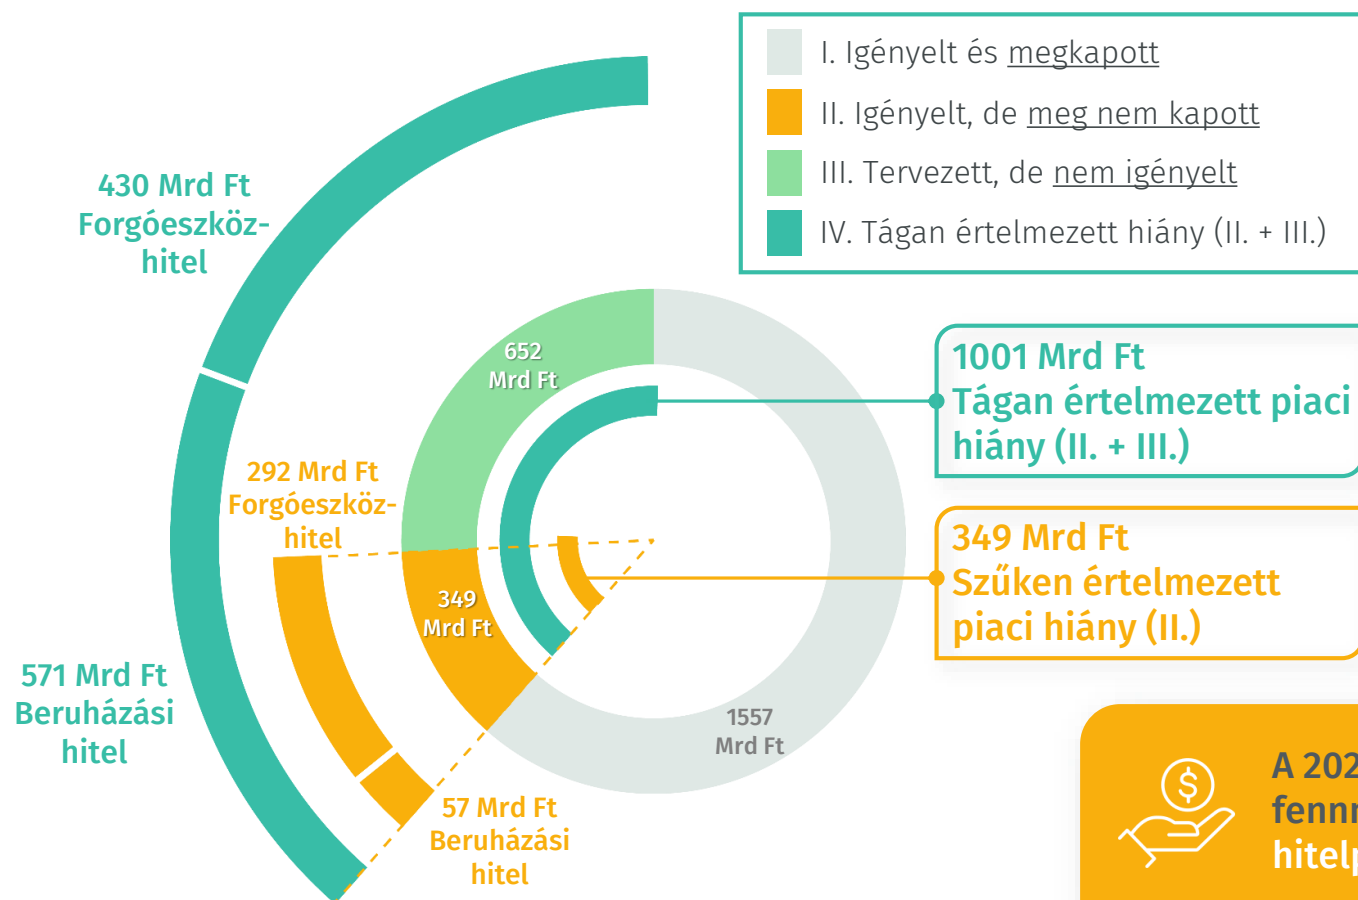 I. Igényelt és megkapott
II. Igényelt, de meg nem kapott
III. Tervezett, de nem igényelt
IV. Tágan értelmezett hiány (II. + III.)
430 Mrd Ft
Forgóeszköz-
hitel
652
Mrd Ft
1001 Mrd Ft
Tágan értelmezett piaci
hiány (II. + III.)
292 Mrd Ft
Forgóeszköz-
hitel
349 Mrd Ft
Szűken értelmezett
piaci hiány (II.)
349
Mrd Ft
571 Mrd Ft
Beruházási
hitel
1557
Mrd Ft
57 Mrd Ft
Beruházási
hitel
$
A 202